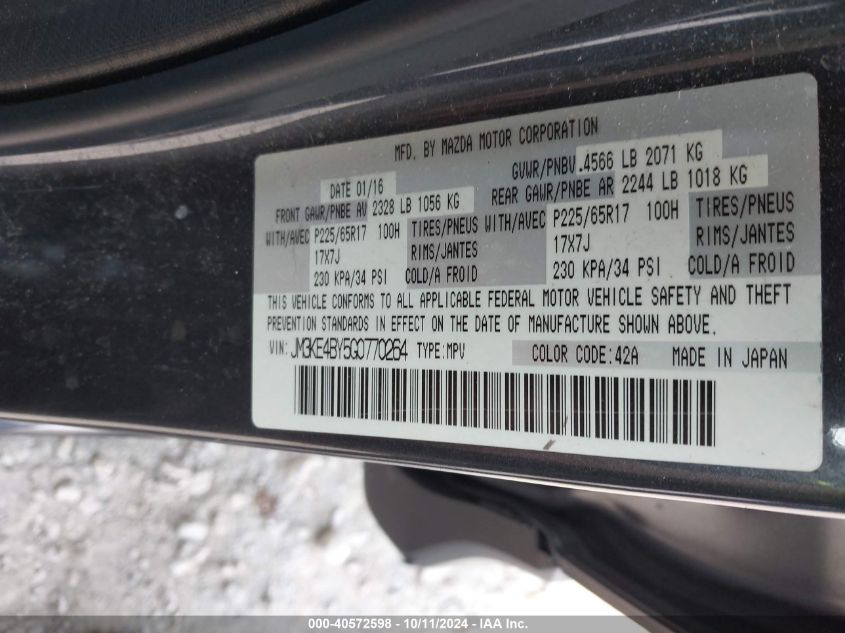 MFD. BY MAZDA MOTOR CORPORATION
DATE 01/16 GVWR/PNBV 4566 LB 2071 KG
FRONT GAWR/PNBE AV 2328 LB 1056 KG REAR GAWR/PNBE AR 2244 LB 1018 KG
WITH/AVEC P225/65R17 100H TIRES/PNEUS WITH/AVEC P225/65R17 100H TIRES/PNEUS
17X7J RIMS/JANTES 17X7J RIMS/JANTES
230 KPA/34 PSI COLD/A FROID 230 KPA/34 PSI COLD/A FROID
THIS VEHICLE CONFORMS TO ALL APPLICABLE FEDERAL MOTOR VEHICLE SAFETY AND THEFT
PREVENTION STANDARDS IN EFFECT ON THE DATE OF MANUFACTURE SHOWN ABOVE.
VIN: JM3KE4BY5G0770264 TYPE:MPV COLOR CODE:42A MADE IN JAPAN
000-40572598 - 10/11/2024 - IAA Inc.